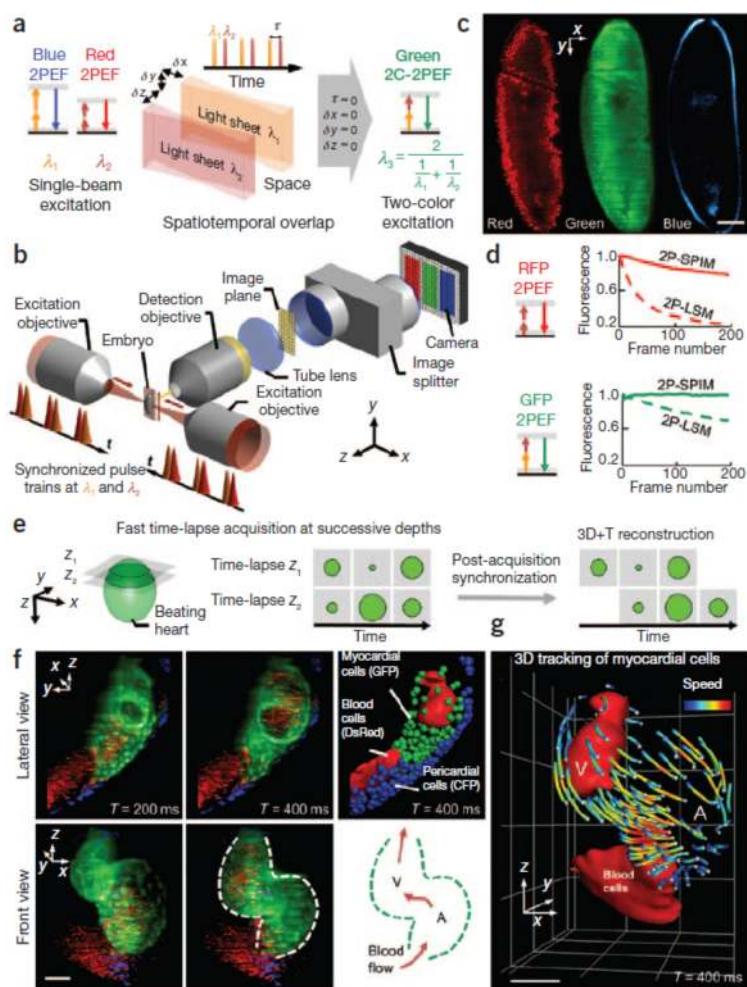 a
Blue
2PEF
Red
2PEF
λ1
λ2
Single-beam
excitation
λ1 λ2
τ
Time
δx
δy
δz
Light sheet λ1
Light sheet λ2
Space
Spatiotemporal overlap
τ = 0
δx = 0
δy = 0
δz = 0
Green
2C-2PEF
λ3 = 2
1/λ1 + 1/λ2
Two-color
excitation
b
Excitation
objective
Embryo
Detection
objective
Image
plane
Camera
Image
splitter
Tube lens
Excitation
objective
t
t
Synchronized pulse
trains at λ1 and λ2
y
z
x
c
x
y
Red
Green
Blue
d
RFP
2PEF
Fluorescence
1.0
0.6
0.2
2P-SPIM
2P-LSM
0 100 200
Frame number
GFP
2PEF
Fluorescence
1.0
0.6
0.2
2P-SPIM
2P-LSM
0 100 200
Frame number
e
Fast time-lapse acquisition at successive depths
z1
z2
y
x
z
Beating
heart
Time-lapse z1
Time-lapse z2
Time
Post-acquisition
synchronization
3D+T reconstruction
Time
f
Lateral view
x
z
y
T = 200 ms
T = 400 ms
Myocardial
cells (GFP)
Blood
cells
(DsRed)
Pericardial
cells (CFP)
T = 400 ms
Front view
z
y
x
V
A
Blood
flow
g
3D tracking of myocardial cells
Speed
V
A
Blood
cells
z
y
x
T = 400 ms